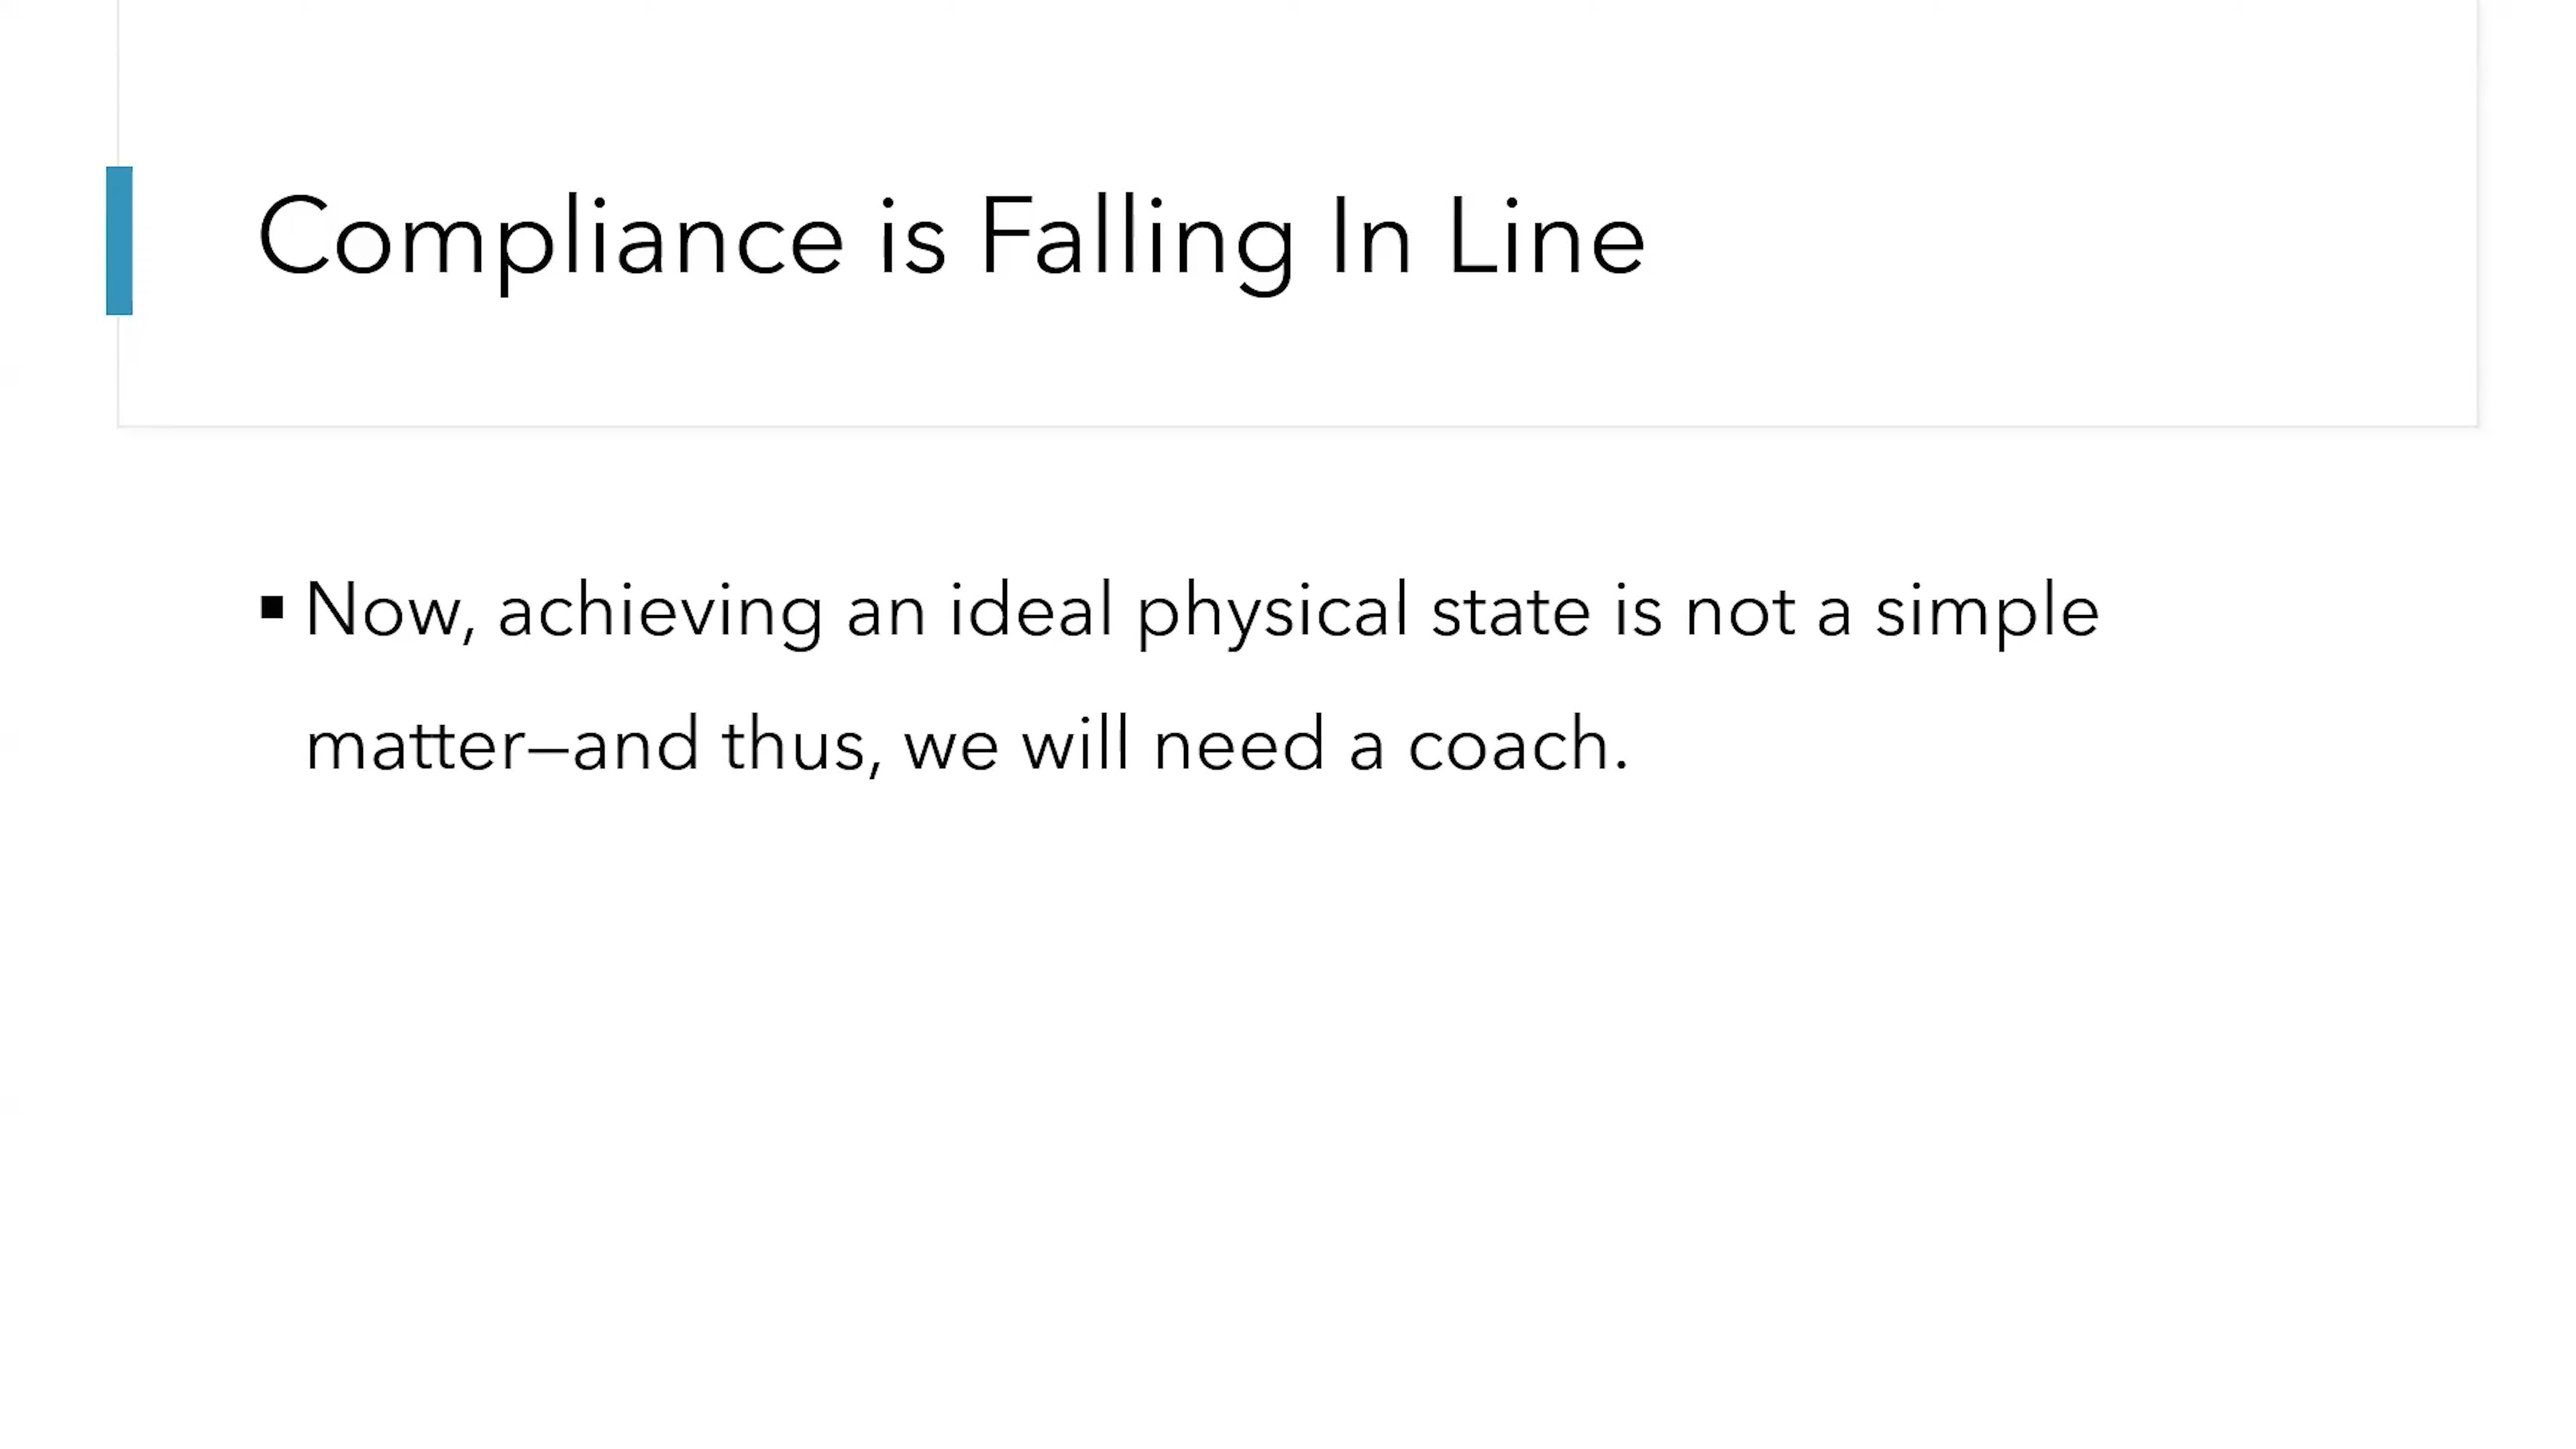 Compliance is Falling In Line
▪ Now, achieving an ideal physical state is not a simple
matter—and thus, we will need a coach.